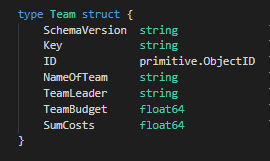 type Team struct {
SchemaVersion string
Key string
ID primitive.ObjectID
NameOfTeam string
TeamLeader string
TeamBudget float64
SumCosts float64
}